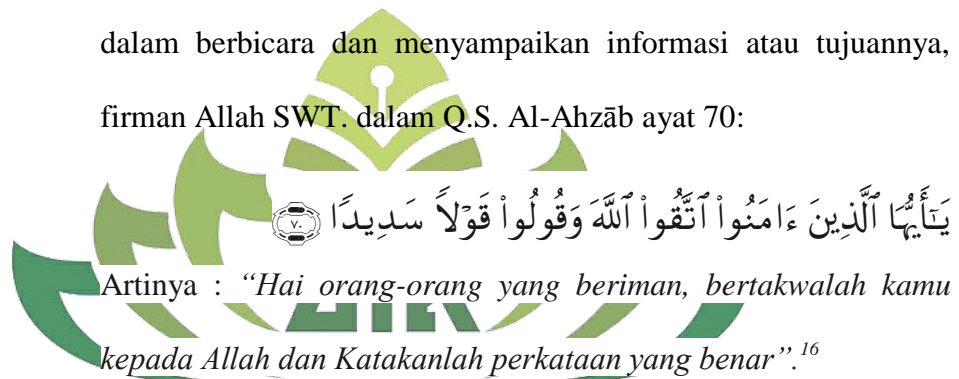 dalam berbicara dan menyampaikan informasi atau tujuannya,
firman Allah SWT. dalam Q.S. Al-Ahzāb ayat 70:
يَـٰٓأَيُّهَا ٱلَّذِينَ ءَامَنُوا۟ ٱتَّقُوا۟ ٱللَّهَ وَقُولُوا۟ قَوْلًا سَدِيدًا ٧٠
Artinya : “Hai orang-orang yang beriman, bertakwalah kamu
kepada Allah dan Katakanlah perkataan yang benar”.16